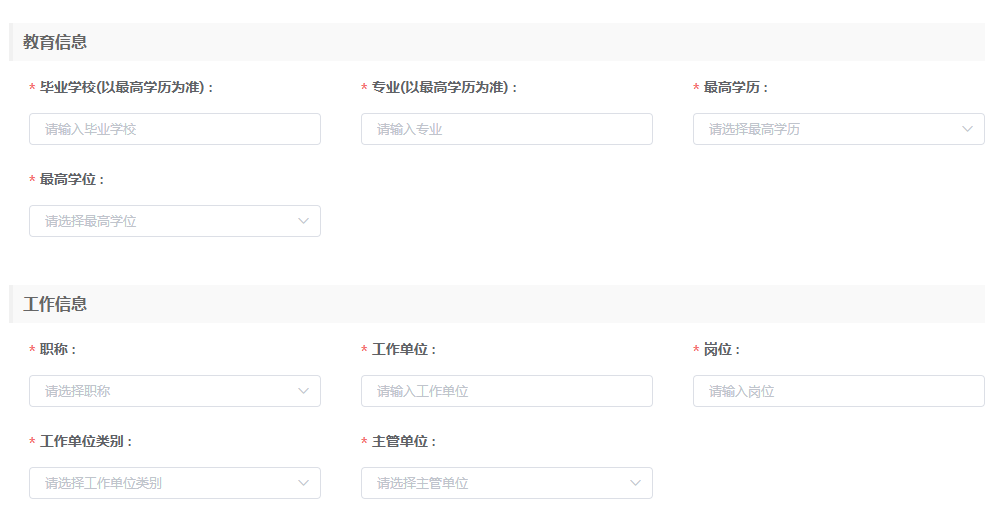 教育信息
* 毕业学校(以最高学历为准) : * 专业(以最高学历为准) : * 最高学历 :
请输入毕业学校 请输入专业 请选择最高学历
* 最高学位 :
请选择最高学位
工作信息
* 职称 : * 工作单位 : * 岗位 :
请选择职称 请输入工作单位 请输入岗位
* 工作单位类别 : * 主管单位 :
请选择工作单位类别 请选择主管单位